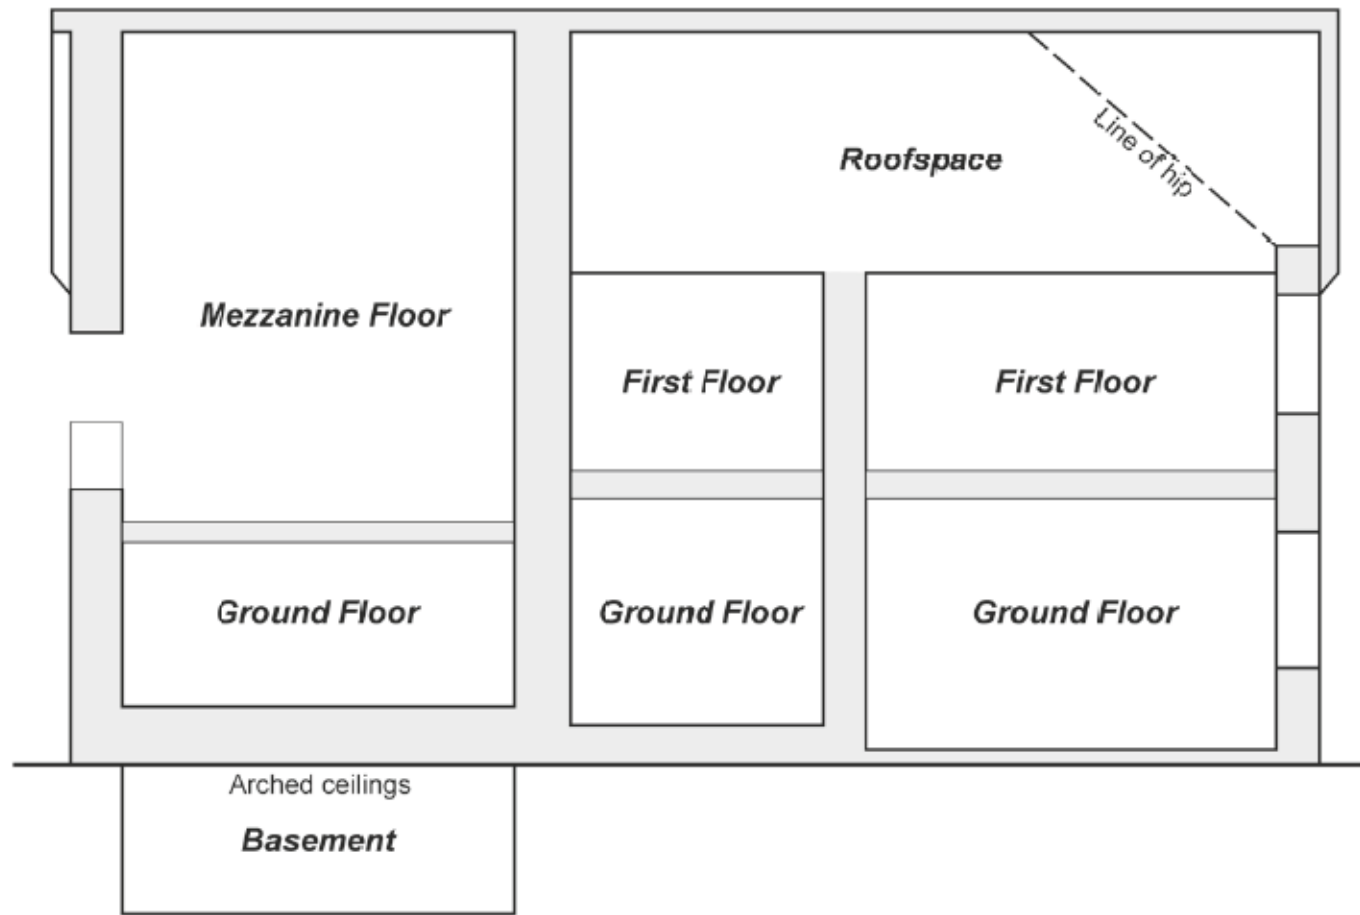 Line of hip
Roofspace
Mezzanine Floor
First Floor
First Floor
Ground Floor
Ground Floor
Ground Floor
Arched ceilings
Basement